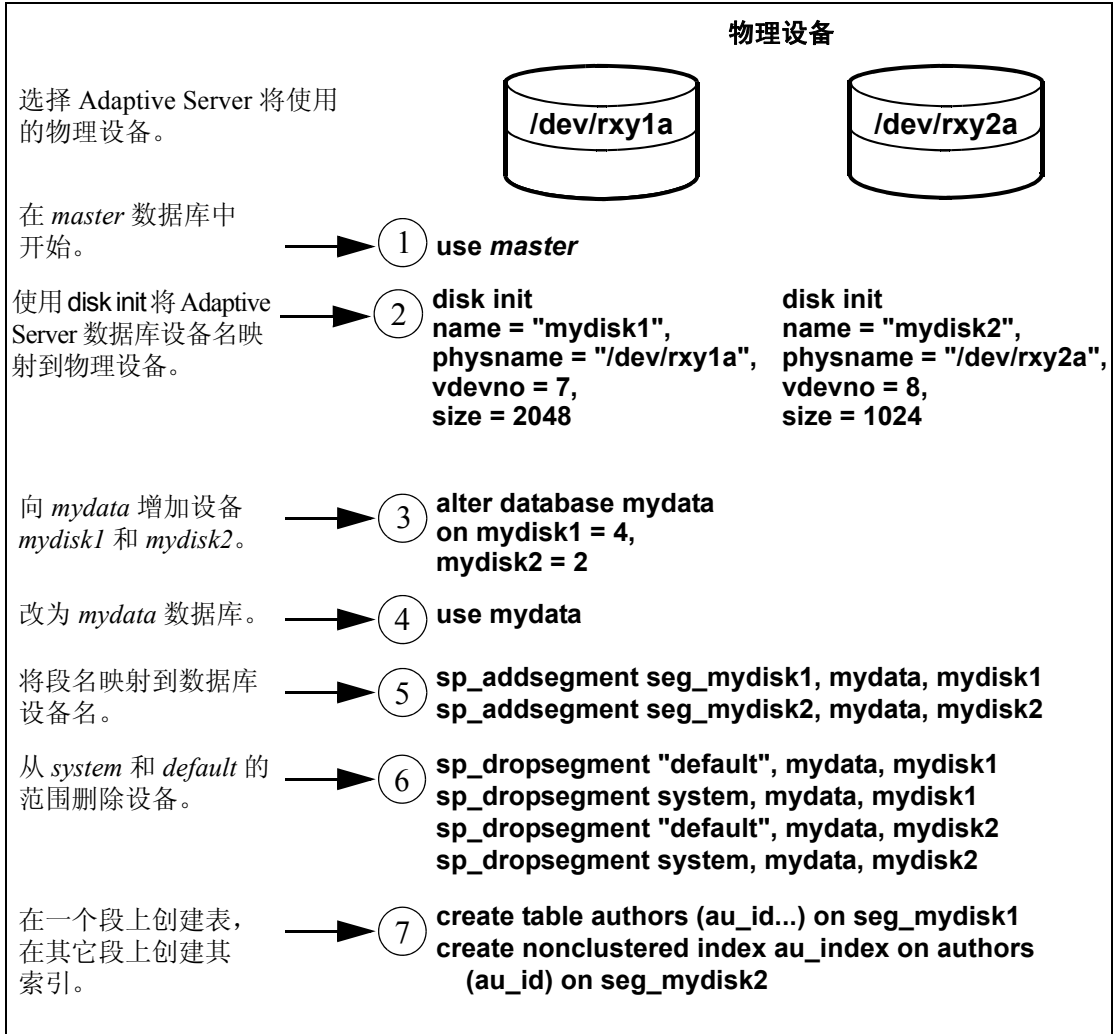 物理设备
选择 Adaptive Server 将使用
的物理设备。
/dev/rxy1a
/dev/rxy2a
在 master 数据库中
开始。
1
use master
使用 disk init 将 Adaptive
Server 数据库设备名映
射到物理设备。
2
disk init
name = "mydisk1",
physname = "/dev/rxy1a",
vdevno = 7,
size = 2048
disk init
name = "mydisk2",
physname = "/dev/rxy2a",
vdevno = 8,
size = 1024
向 mydata 增加设备
mydisk1 和 mydisk2。
3
alter database mydata
on mydisk1 = 4,
mydisk2 = 2
改为 mydata 数据库。
4
use mydata
将段名映射到数据库
设备名。
5
sp_addsegment seg_mydisk1, mydata, mydisk1
sp_addsegment seg_mydisk2, mydata, mydisk2
从 system 和 default 的
范围删除设备。
6
sp_dropsegment "default", mydata, mydisk1
sp_dropsegment system, mydata, mydisk1
sp_dropsegment "default", mydata, mydisk2
sp_dropsegment system, mydata, mydisk2
在一个段上创建表，
在其它段上创建其
索引。
7
create table authors (au_id...) on seg_mydisk1
create nonclustered index au_index on authors
(au_id) on seg_mydisk2